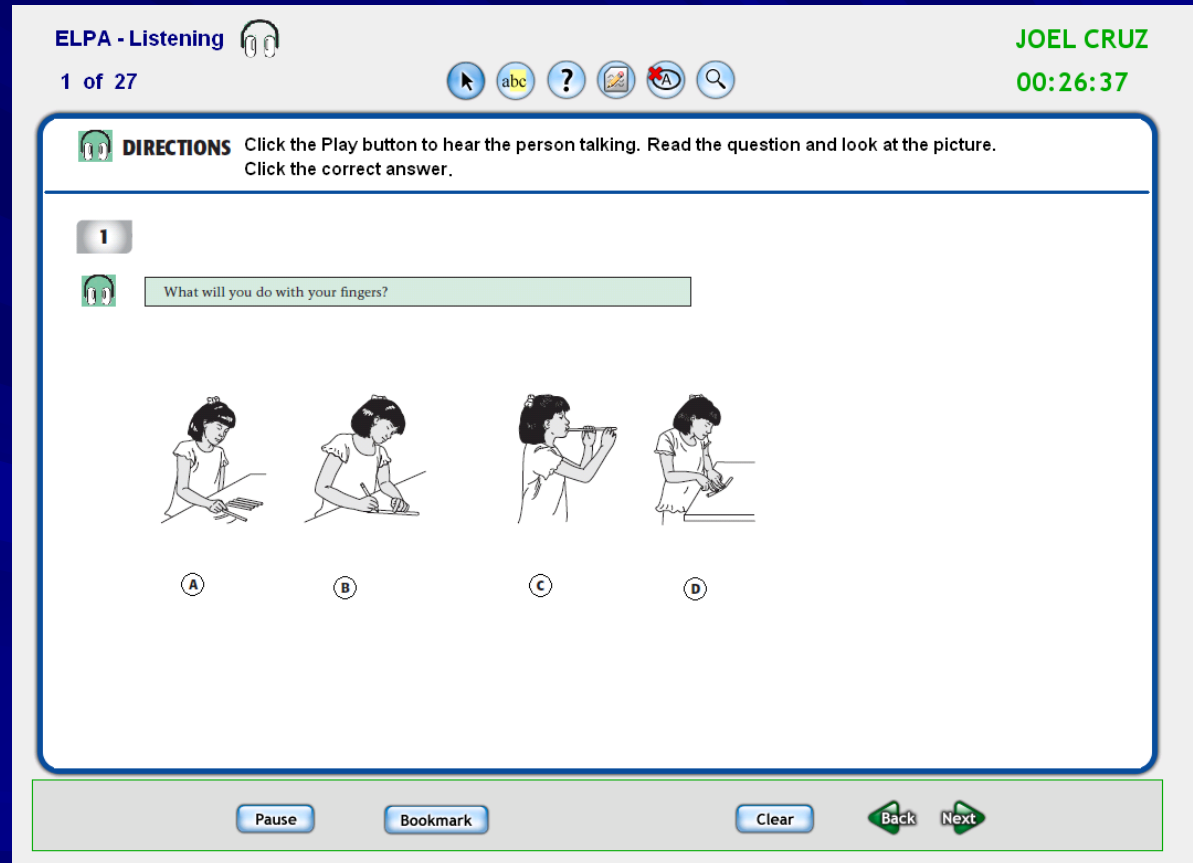 ELPA - Listening
JOEL CRUZ
1 of 27
abc
?
A
00:26:37
DIRECTIONS Click the Play button to hear the person talking. Read the question and look at the picture.
Click the correct answer.
1
What will you do with your fingers?
A B C D
Pause Bookmark Clear Back Next